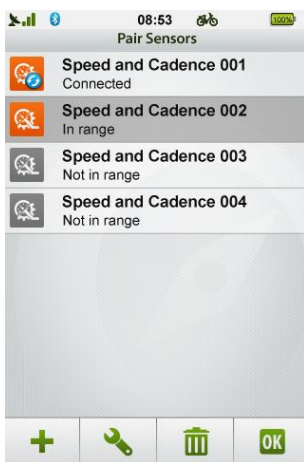 08:53
100%
Pair Sensors
Speed and Cadence 001
Connected
Speed and Cadence 002
In range
Speed and Cadence 003
Not in range
Speed and Cadence 004
Not in range
OK